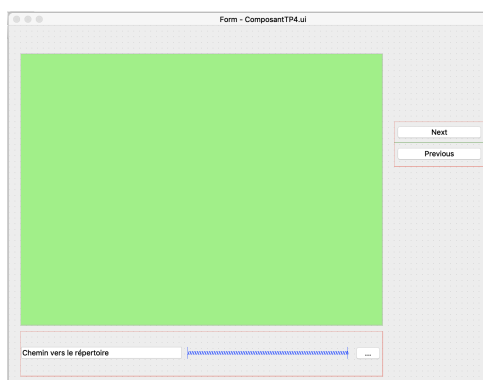 Form - ComposantTP4.ui
Next
Previous
Chemin vers le répertoire
...